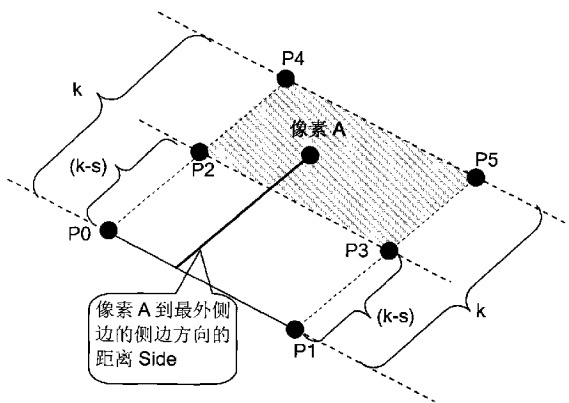 P4
k
像素 A
(k-s)
P2
P5
P0
P3
像素 A 到最外侧
边的侧边方向的
距离 Side
(k-s)
k
P1